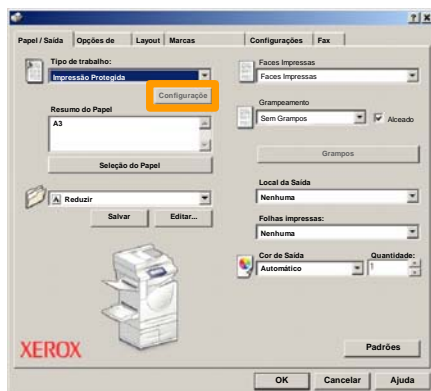 Papel / Saída Opções de Layout Marcas Configurações Fax
Tipo de trabalho:
Impressão Protegida
Configuraçõe
Resumo do Papel
A3
Seleção do Papel
A Reduzir
Salvar Editar...
XEROX
Faces Impressas
Faces Impressas
Grampeamento
Sem Grampos Alceado
Grampos
Local da Saída
Nenhuma
Folhas impressas:
Nenhuma
Cor de Saída Quantidade:
Automático 1
Padrões
OK Cancelar Ajuda